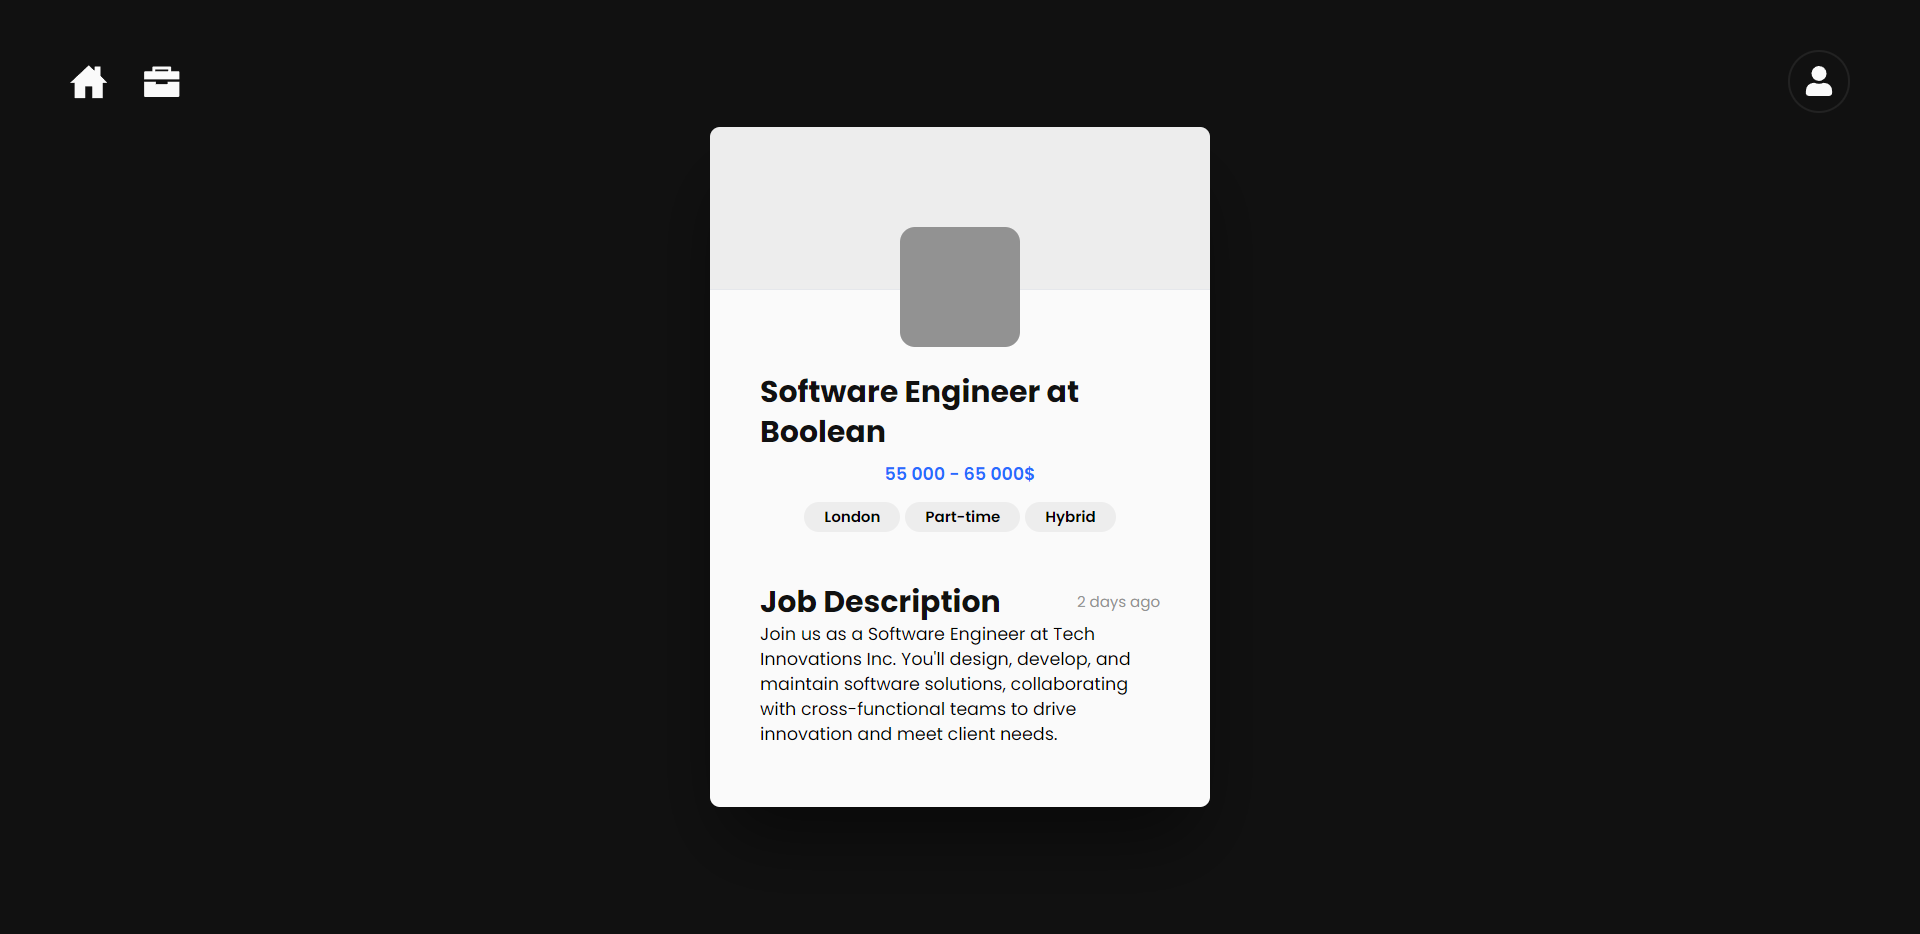 Software Engineer at
Boolean
55 000 - 65 000$
London Part-time Hybrid
Job Description 2 days ago
Join us as a Software Engineer at Tech
Innovations Inc. You'll design, develop, and
maintain software solutions, collaborating
with cross-functional teams to drive
innovation and meet client needs.